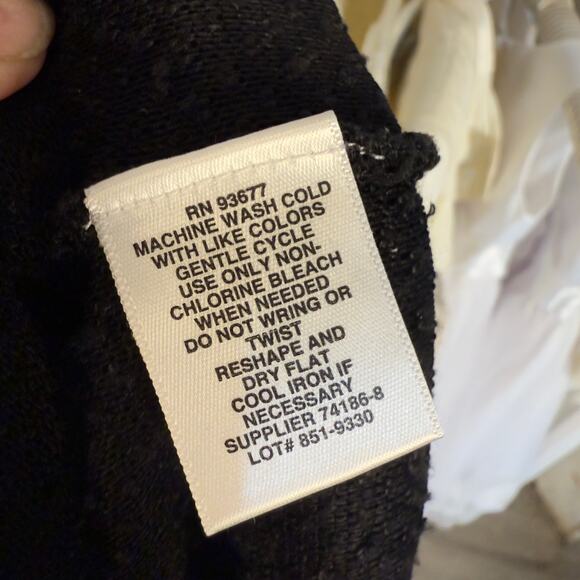 RN 93677
MACHINE WASH COLD
WITH LIKE COLORS
GENTLE CYCLE
USE ONLY NON-
CHLORINE BLEACH
WHEN NEEDED
DO NOT WRING OR
TWIST
RESHAPE AND
DRY FLAT
COOL IRON IF
NECESSARY
SUPPLIER 74186-8
LOT# 851-9330